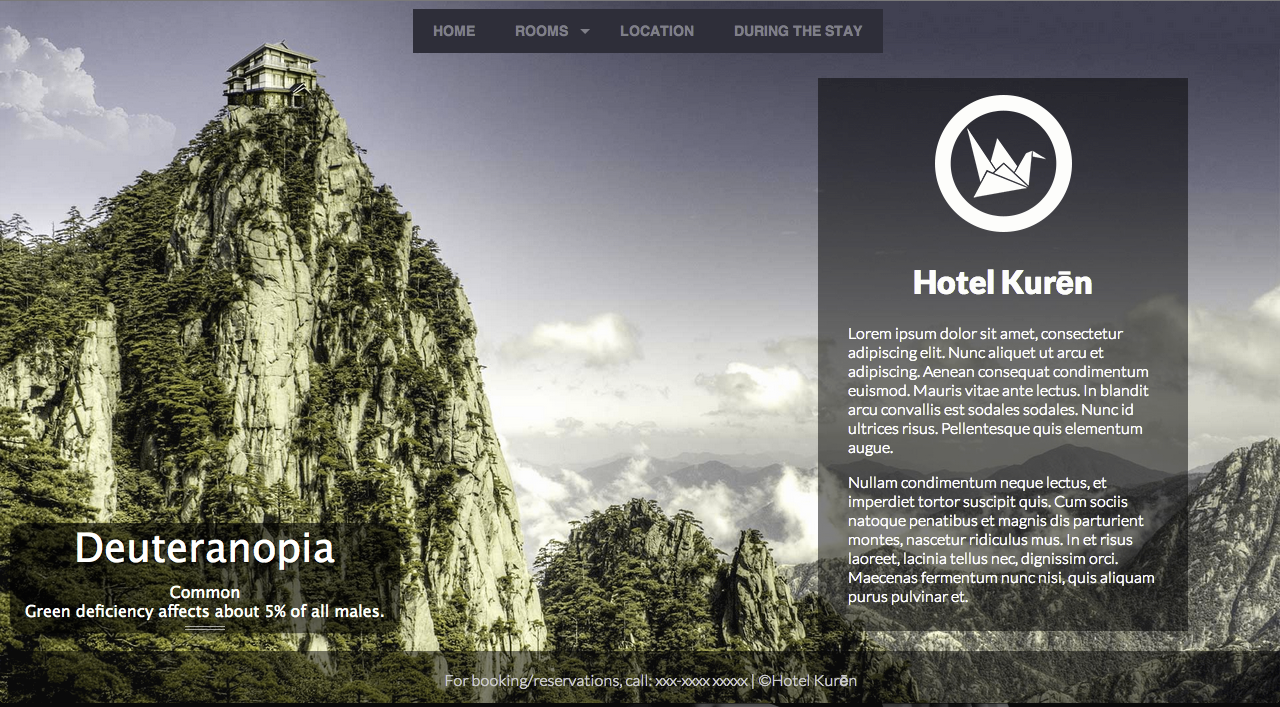 HOME ROOMS LOCATION DURING THE STAY
Hotel Kurēn
Lorem ipsum dolor sit amet, consectetur
adipiscing elit. Nunc aliquet ut arcu et
adipiscing. Aenean consequat condimentum
euismod. Mauris vitae ante lectus. In blandit
arcu convallis est sodales sodales. Nunc id
ultrices risus. Pellentesque quis elementum
augue.
Nullam condimentum neque lectus, et
imperdiet tortor suscipit quis. Cum sociis
natoque penatibus et magnis dis parturient
montes, nascetur ridiculus mus. In et risus
laoreet, lacinia tellus nec, dignissim orci.
Maecenas fermentum nunc nisi, quis aliquam
purus pulvinar et.
Deuteranopia
Common
Green deficiency affects about 5% of all males.
For booking/reservations, call: xxx-xxxx xxxxx | ©Hotel Kurēn